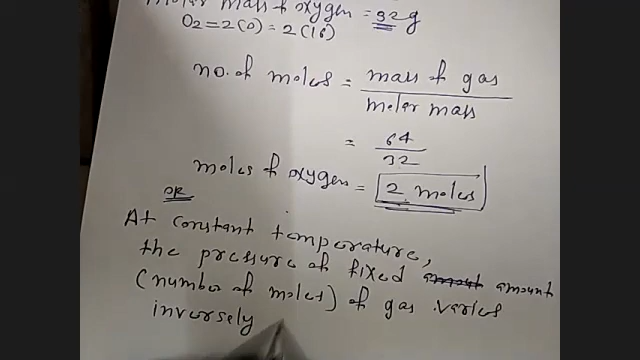 molar mass of oxygen = 32g
O2 = 2(O) = 2(16)
no. of moles = mass of gas
molar mass
= 64
32
moles of oxygen = 2 moles
OR
At constant temperature,
the pressure of fixed amount
(number of moles) of gas varies
inversely